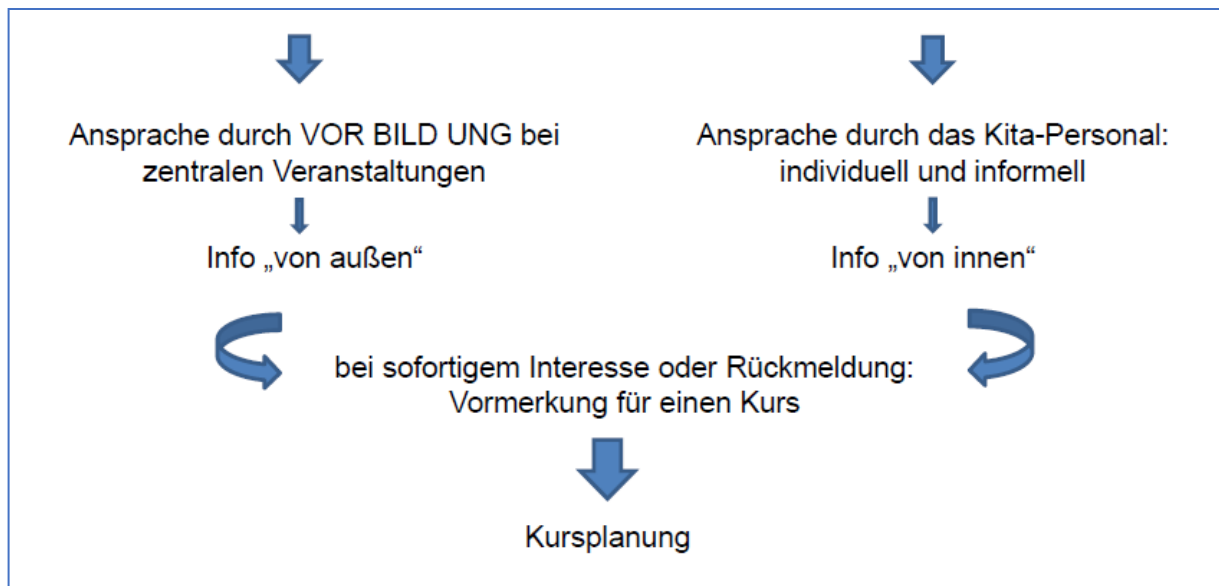 Ansprache durch VOR BILD UNG bei
zentralen Veranstaltungen
Info „von außen“
Ansprache durch das Kita-Personal:
individuell und informell
Info „von innen“
bei sofortigem Interesse oder Rückmeldung:
Vormerkung für einen Kurs
Kursplanung